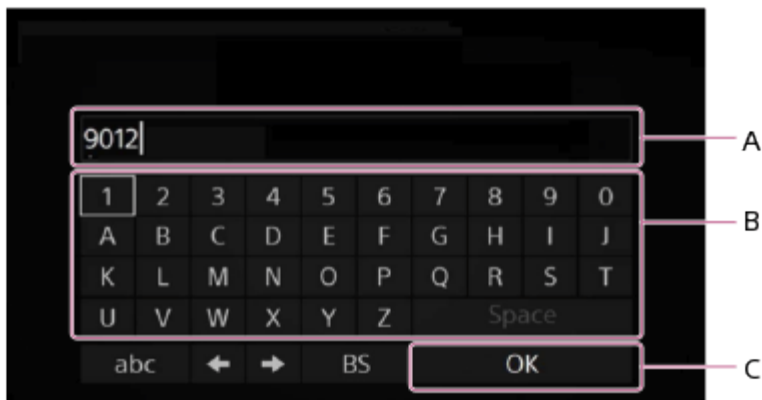 9012
A
1 2 3 4 5 6 7 8 9 0
A B C D E F G H I J
B
K L M N O P Q R S T
U V W X Y Z Space
abc ← → BS OK
C